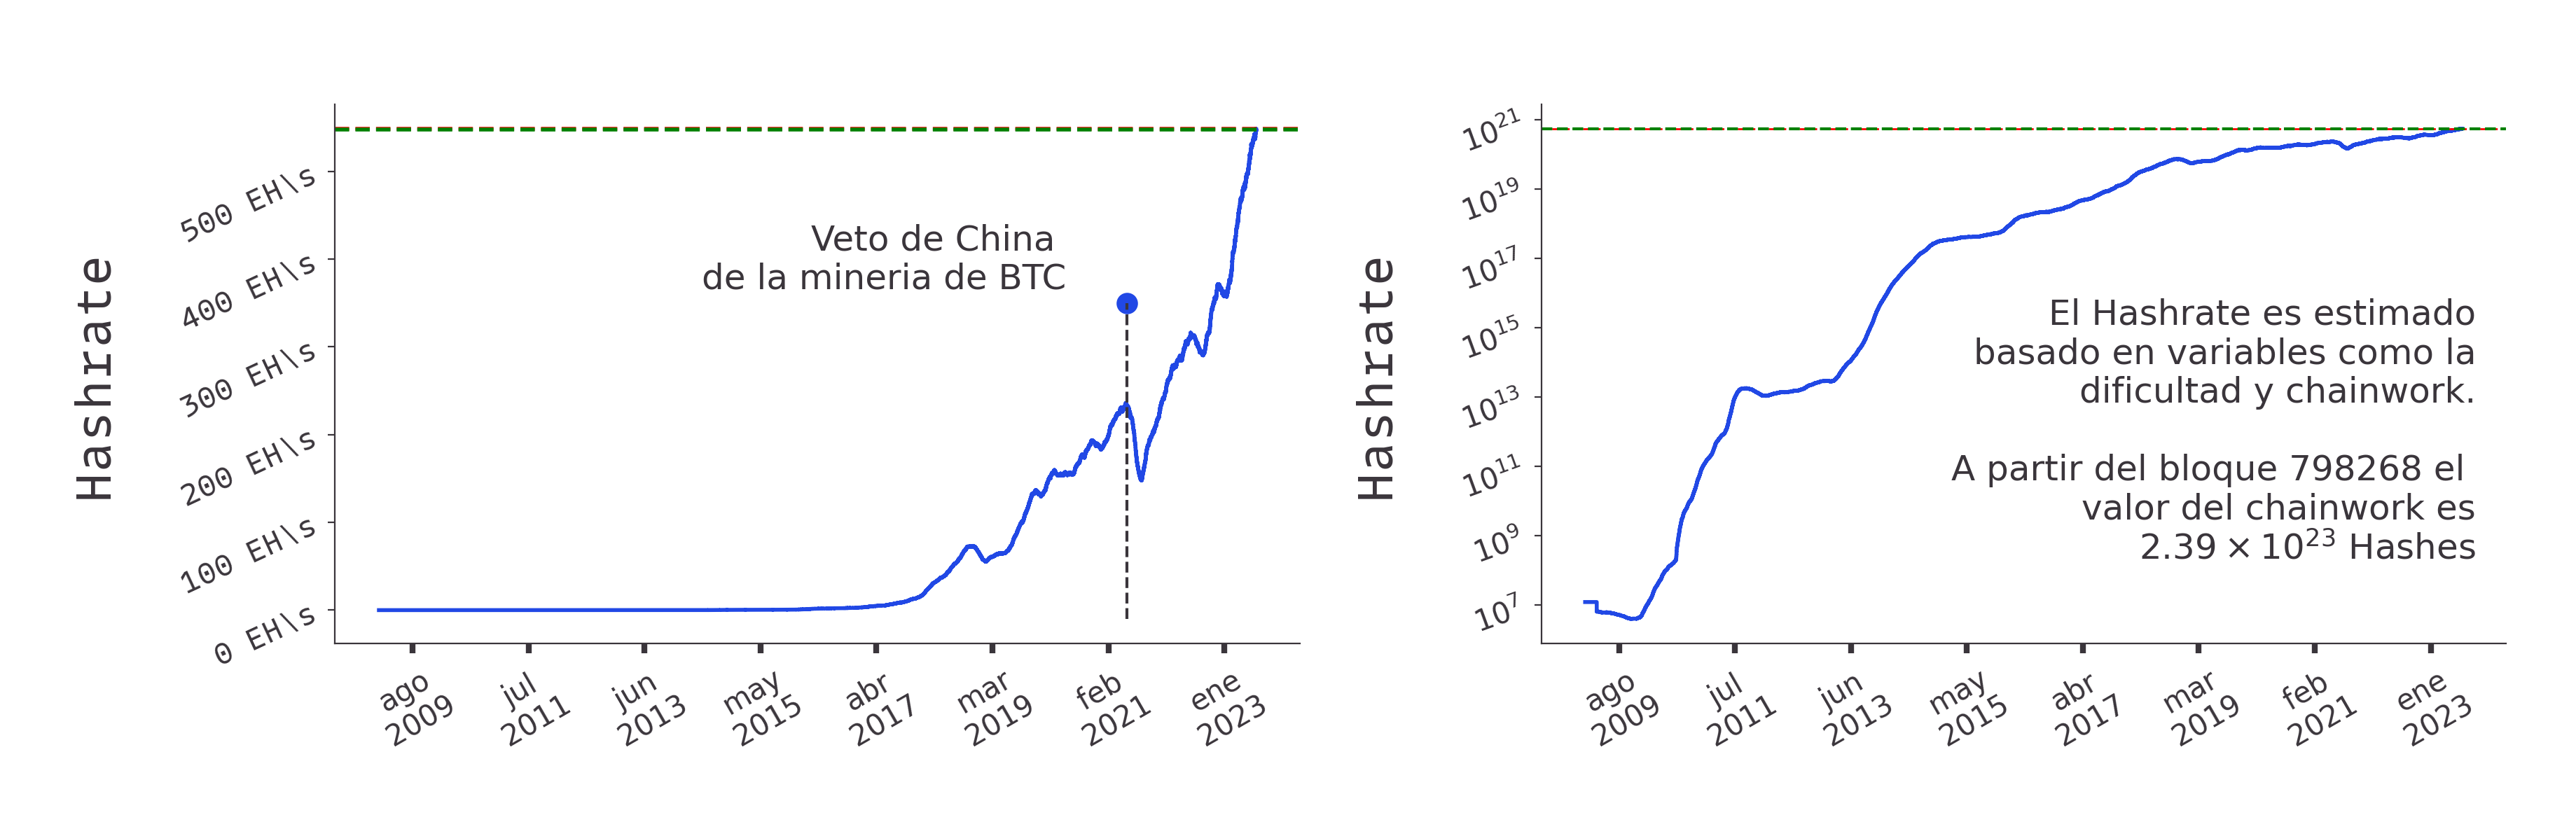 Hashrate
500 EH\s
400 EH\s
300 EH\s
200 EH\s
100 EH\s
0 EH\s
Veto de China
de la mineria de BTC
ago
2009
jul
2011
jun
2013
may
2015
abr
2017
mar
2019
feb
2021
ene
2023
Hashrate
10²¹
10¹⁹
10¹⁷
10¹⁵
10¹³
10¹¹
10⁹
10⁷
El Hashrate es estimado
basado en variables como la
dificultad y chainwork.
A partir del bloque 798268 el
valor del chainwork es
2.39 × 10²³ Hashes
ago
2009
jul
2011
jun
2013
may
2015
abr
2017
mar
2019
feb
2021
ene
2023